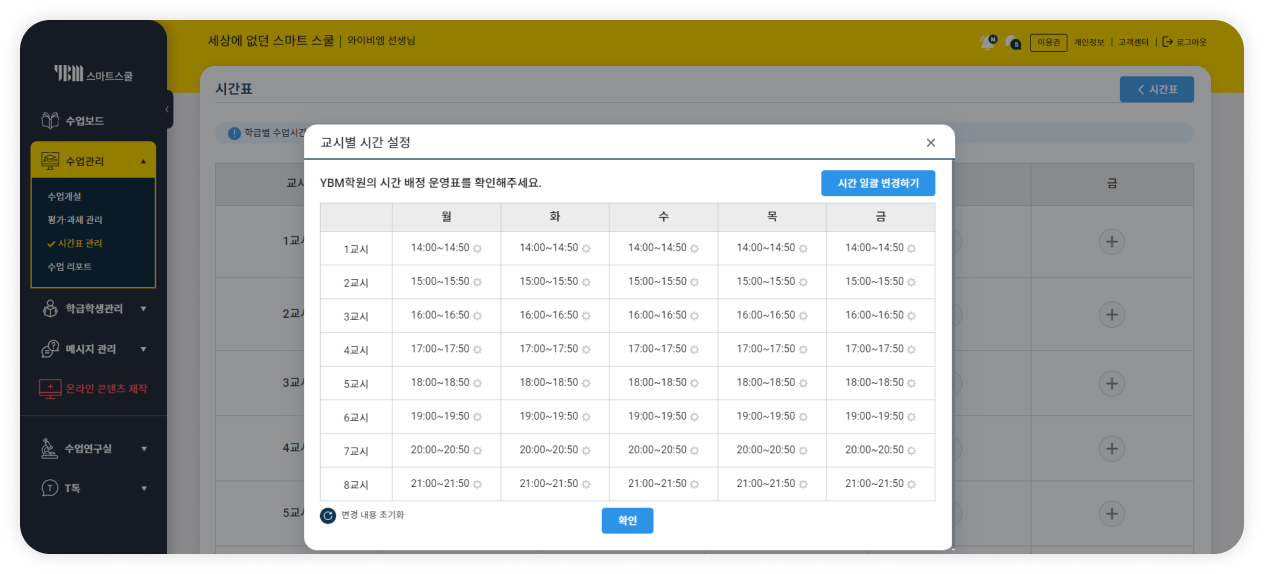 세상에 없던 스마트 스쿨 | 와이비엠 선생님
N
5
이용권
개인정보 | 고객센터 | 로그아웃
YBM 스마트스쿨
수업보드
수업관리
수업개설
평가·과제 관리
시간표 관리
수업 리포트
학급학생관리
메시지 관리
온라인 콘텐츠 제작
수업연구실
T톡
시간표
시간표
학급별 수업시간
금
1교시
2교시
3교시
4교시
5교시
교시별 시간 설정
YBM학원의 시간 배정 운영표를 확인해주세요.
시간 일괄 변경하기
월 화 수 목 금
1교시 14:00~14:50 14:00~14:50 14:00~14:50 14:00~14:50 14:00~14:50
2교시 15:00~15:50 15:00~15:50 15:00~15:50 15:00~15:50 15:00~15:50
3교시 16:00~16:50 16:00~16:50 16:00~16:50 16:00~16:50 16:00~16:50
4교시 17:00~17:50 17:00~17:50 17:00~17:50 17:00~17:50 17:00~17:50
5교시 18:00~18:50 18:00~18:50 18:00~18:50 18:00~18:50 18:00~18:50
6교시 19:00~19:50 19:00~19:50 19:00~19:50 19:00~19:50 19:00~19:50
7교시 20:00~20:50 20:00~20:50 20:00~20:50 20:00~20:50 20:00~20:50
8교시 21:00~21:50 21:00~21:50 21:00~21:50 21:00~21:50 21:00~21:50
변경 내용 초기화
확인